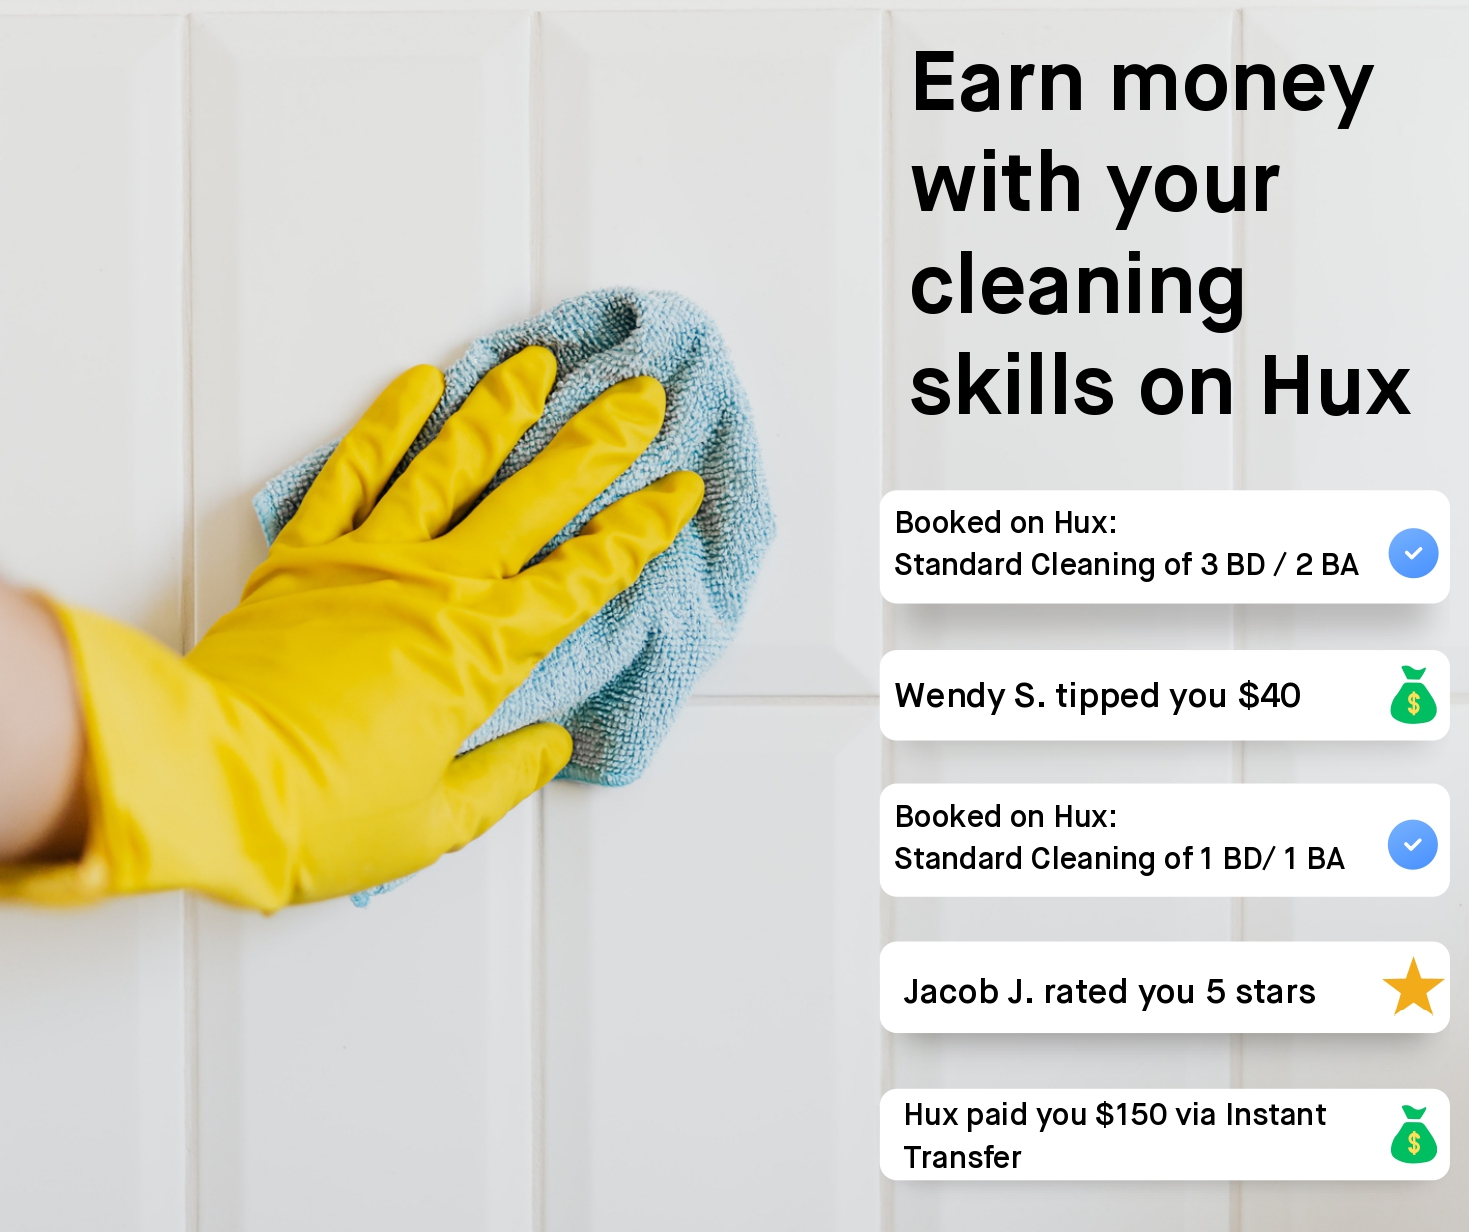 Earn money
with your
cleaning
skills on Hux
Booked on Hux:
Standard Cleaning of 3 BD / 2 BA
Wendy S. tipped you $40
Booked on Hux:
Standard Cleaning of 1 BD/ 1 BA
Jacob J. rated you 5 stars
Hux paid you $150 via Instant
Transfer